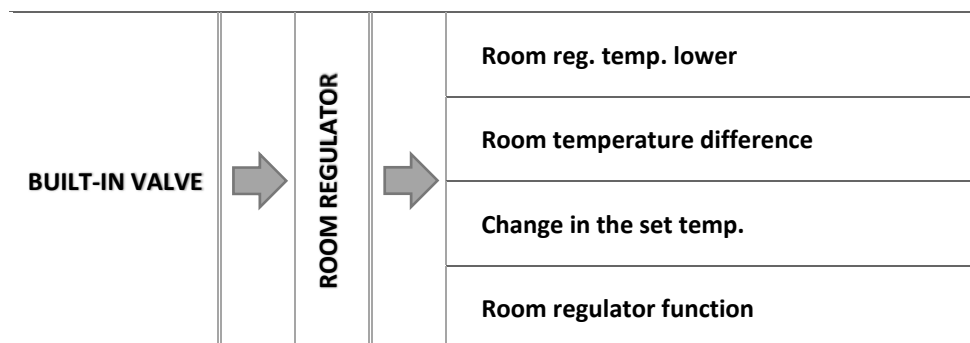 BUILT-IN VALVE
ROOM REGULATOR
Room reg. temp. lower
Room temperature difference
Change in the set temp.
Room regulator function